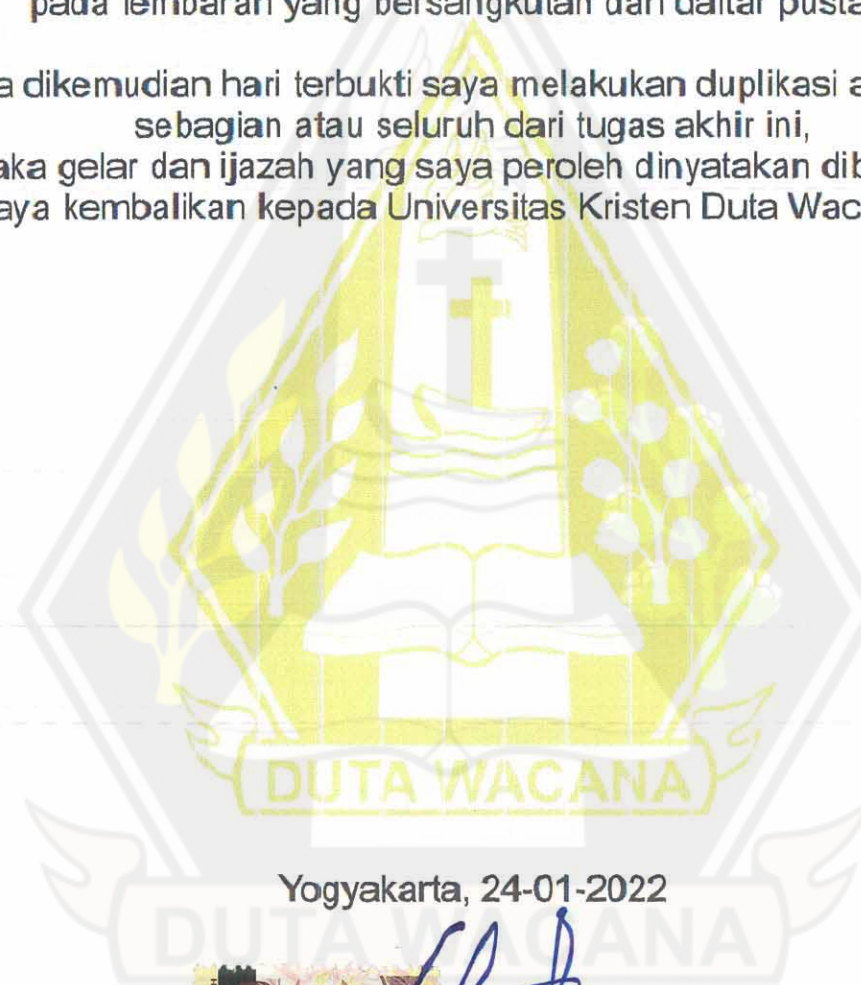 pada lembaran yang bersangkutan dan daftar
a dikemudian hari terbukti saya melakukan duplikasi a
sebagian atau seluruh dari tugas akhir ini,
aka gelar dan ijazah yang saya peroleh dinyatakan dib
aya kembalikan kepada Universitas Kristen Duta Wac
DUTA WACANA
Yogyakarta, 24-01-2022
DUTA WACANA